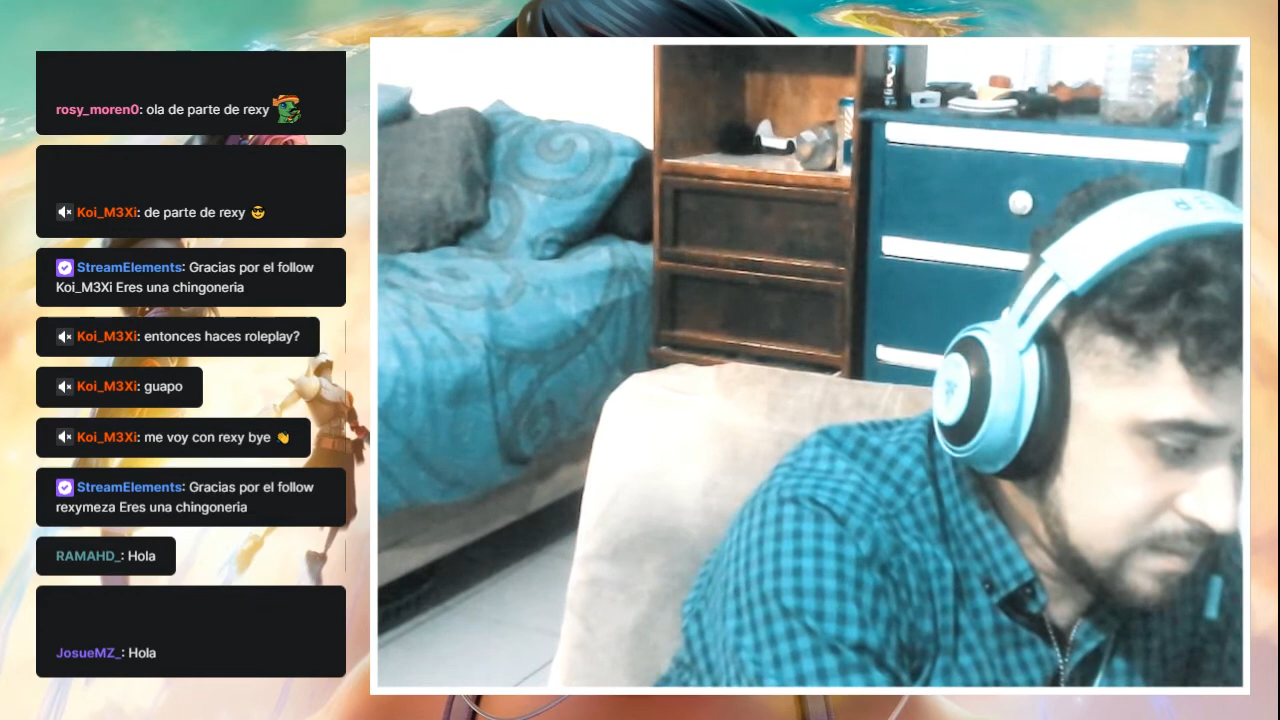 rosy_moren0: ola de parte de rexy
Koi_M3Xi: de parte de rexy 😎
StreamElements: Gracias por el follow
Koi_M3Xi Eres una chingoneria
Koi_M3Xi: entonces haces roleplay?
Koi_M3Xi: guapo
Koi_M3Xi: me voy con rexy bye 👋
StreamElements: Gracias por el follow
rexymeza Eres una chingoneria
RAMAHD_: Hola
JosueMZ_: Hola